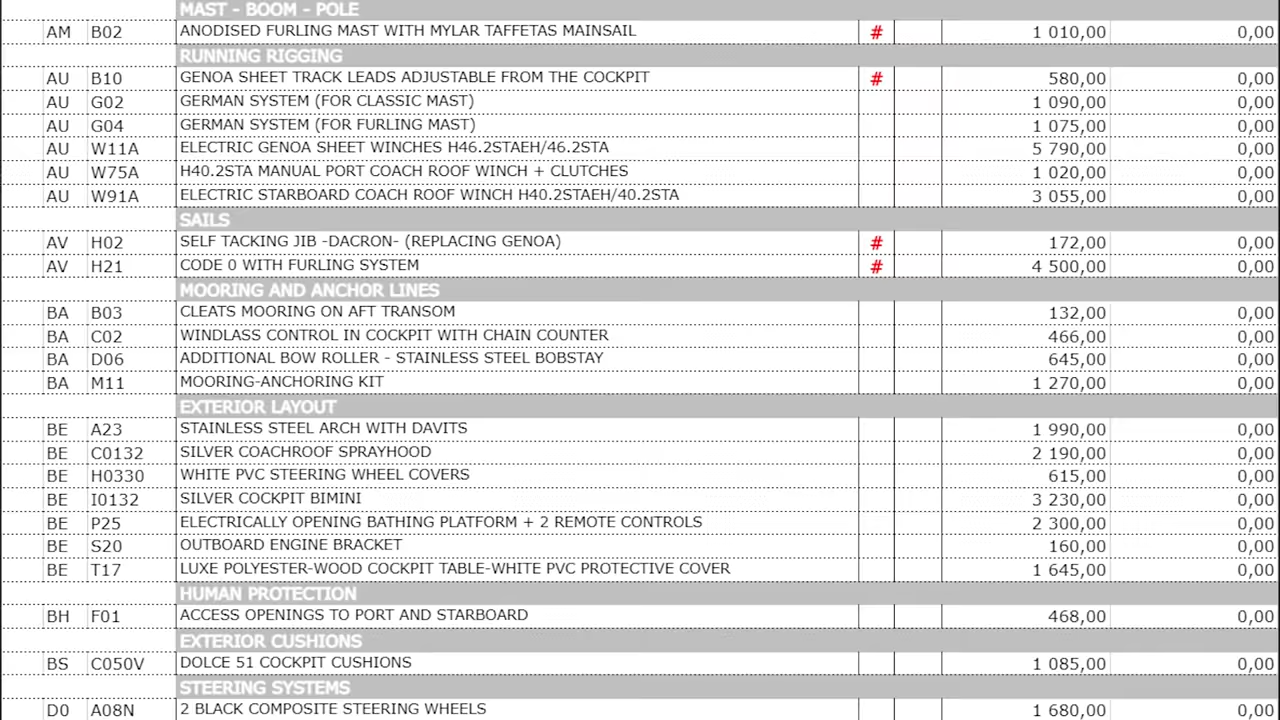 MAST - BOOM - POLE
AM B02 ANODISED FURLING MAST WITH MYLAR TAFFETAS MAINSAIL # 1 010,00 0,00
RUNNING RIGGING
AU B10 GENOA SHEET TRACK LEADS ADJUSTABLE FROM THE COCKPIT # 580,00 0,00
AU G02 GERMAN SYSTEM (FOR CLASSIC MAST) 1 090,00 0,00
AU G04 GERMAN SYSTEM (FOR FURLING MAST) 1 075,00 0,00
AU W11A ELECTRIC GENOA SHEET WINCHES H46.2STAEH/46.2STA 5 790,00 0,00
AU W75A H40.2STA MANUAL PORT COACH ROOF WINCH + CLUTCHES 1 020,00 0,00
AU W91A ELECTRIC STARBOARD COACH ROOF WINCH H40.2STAEH/40.2STA 3 055,00 0,00
SAILS
AV H02 SELF TACKING JIB -DACRON- (REPLACING GENOA) # 172,00 0,00
AV H21 CODE 0 WITH FURLING SYSTEM # 4 500,00 0,00
MOORING AND ANCHOR LINES
BA B03 CLEATS MOORING ON AFT TRANSOM 132,00 0,00
BA C02 WINDLASS CONTROL IN COCKPIT WITH CHAIN COUNTER 466,00 0,00
BA D06 ADDITIONAL BOW ROLLER - STAINLESS STEEL BOBSTAY 645,00 0,00
BA M11 MOORING-ANCHORING KIT 1 270,00 0,00
EXTERIOR LAYOUT
BE A23 STAINLESS STEEL ARCH WITH DAVITS 1 990,00 0,00
BE C0132 SILVER COACHROOF SPRAYHOOD 2 190,00 0,00
BE H0330 WHITE PVC STEERING WHEEL COVERS 615,00 0,00
BE I0132 SILVER COCKPIT BIMINI 3 230,00 0,00
BE P25 ELECTRICALLY OPENING BATHING PLATFORM + 2 REMOTE CONTROLS 2 300,00 0,00
BE S20 OUTBOARD ENGINE BRACKET 160,00 0,00
BE T17 LUXE POLYESTER-WOOD COCKPIT TABLE-WHITE PVC PROTECTIVE COVER 1 645,00 0,00
HUMAN PROTECTION
BH F01 ACCESS OPENINGS TO PORT AND STARBOARD 468,00 0,00
EXTERIOR CUSHIONS
BS C050V DOLCE 51 COCKPIT CUSHIONS 1 085,00 0,00
STEERING SYSTEMS
D0 A08N 2 BLACK COMPOSITE STEERING WHEELS 1 680,00 0,00